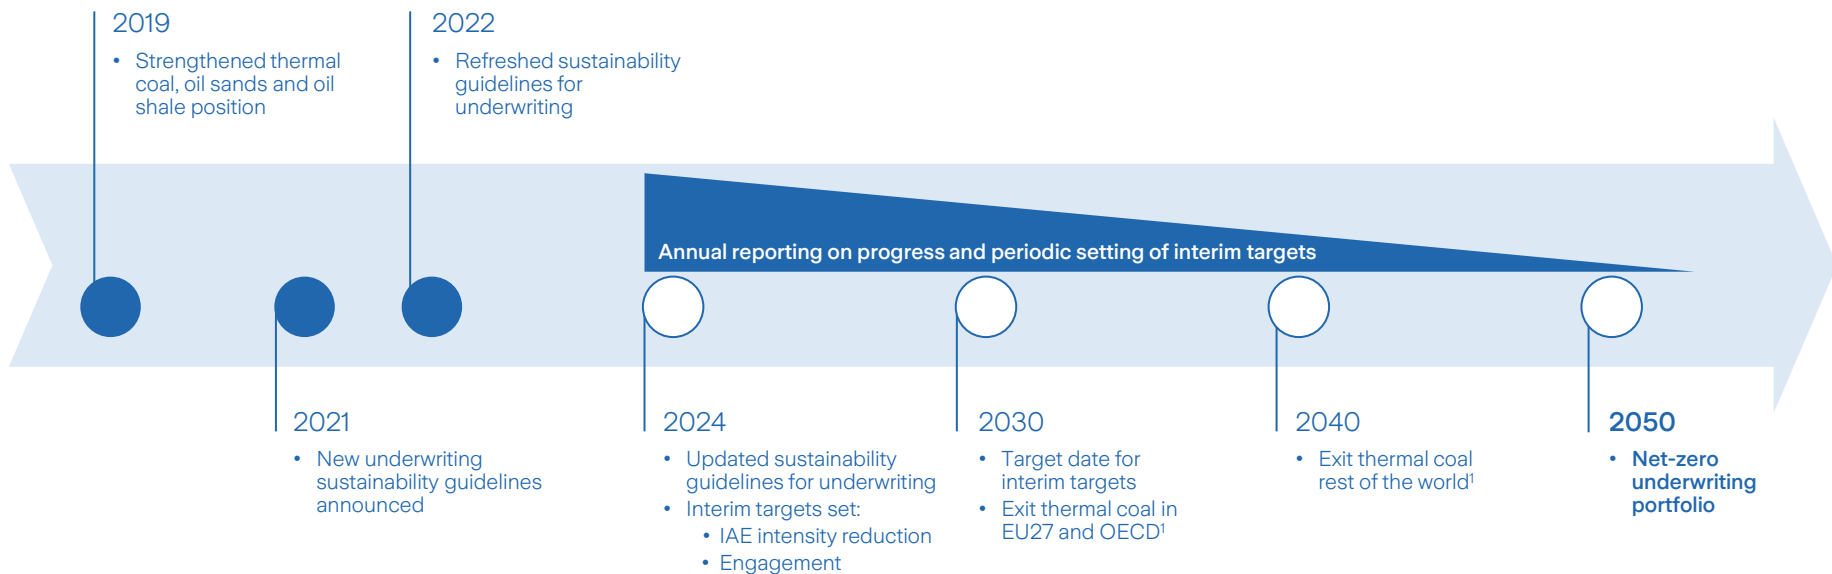 2019
• Strengthened thermal
coal, oil sands and oil
shale position
2022
• Refreshed sustainability
guidelines for
underwriting
Annual reporting on progress and periodic setting of interim targets
2021
• New underwriting
sustainability guidelines
announced
2024
• Updated sustainability
guidelines for underwriting
• Interim targets set:
• IAE intensity reduction
• Engagement
2030
• Target date for
interim targets
• Exit thermal coal in
EU27 and OECD¹
2040
• Exit thermal coal
rest of the world¹
2050
• Net-zero
underwriting
portfolio